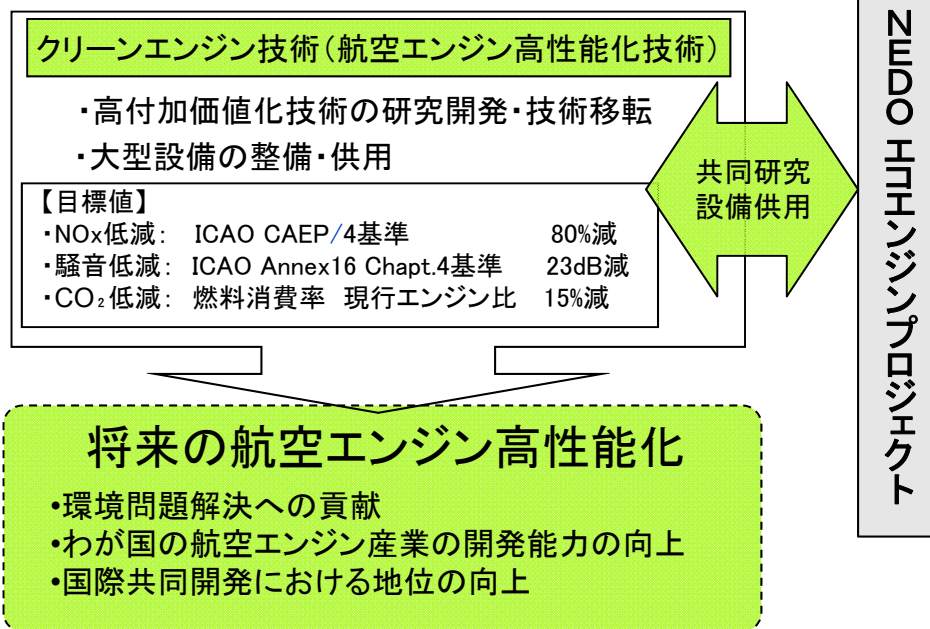 クリーンエンジン技術(航空エンジン高性能化技術)
・高付加価値化技術の研究開発・技術移転
・大型設備の整備・供用
【目標値】
・NOx低減: ICAO CAEP/4基準 80%減
・騒音低減: ICAO Annex16 Chapt.4基準 23dB減
・CO₂低減: 燃料消費率 現行エンジン比 15%減
共同研究
設備供用
NEDO エコエンジンプロジェクト
将来の航空エンジン高性能化
•環境問題解決への貢献
•わが国の航空エンジン産業の開発能力の向上
•国際共同開発における地位の向上